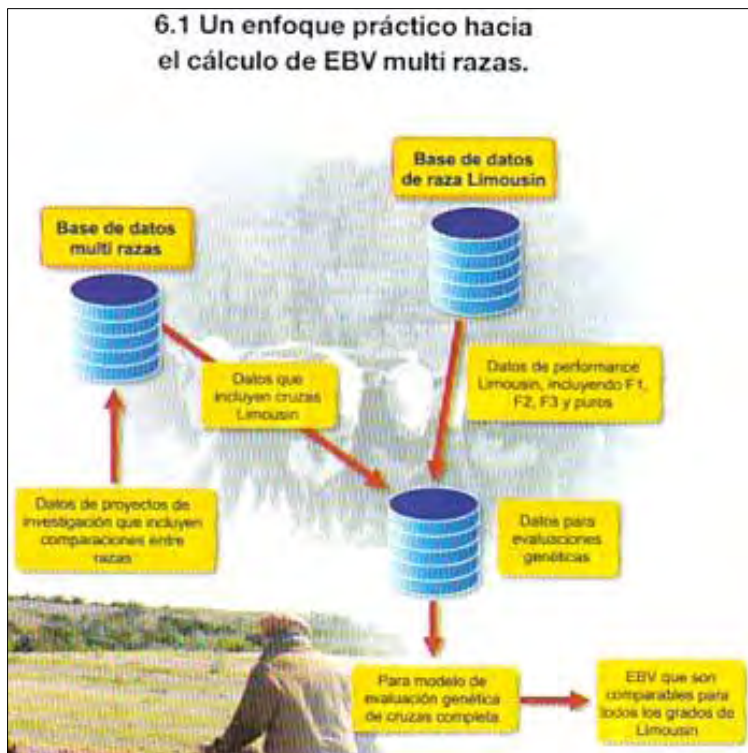 6.1 Un enfoque práctico hacia
el cálculo de EBV multi razas.
Base de datos
de raza Limousin
Base de datos
multi razas
Datos que
incluyen cruzas
Limousin
Datos de performance
Limousin, incluyendo F1,
F2, F3 y puros
Datos de proyectos de
investigación que incluyen
comparaciones entre
razas
Datos para
evaluaciones
genéticas
Para modelo de
evaluación genética
de cruzas completa
EBV que son
comparables para
todos los grados de
Limousin